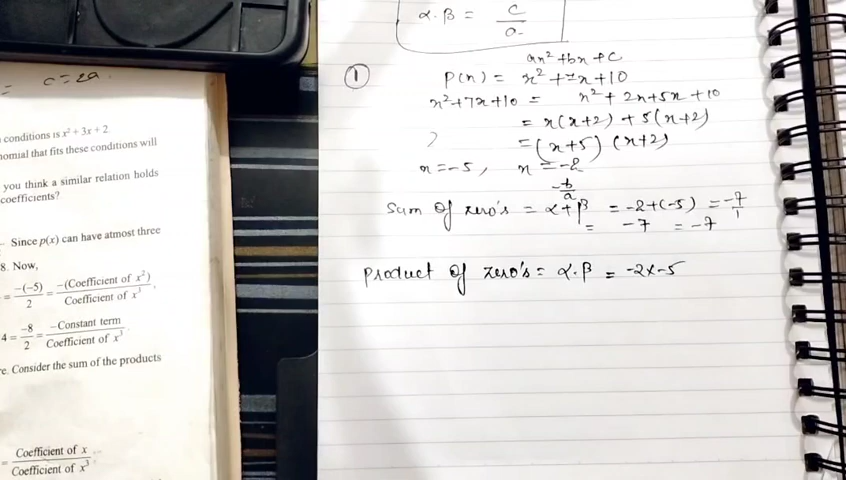 = c = 2a.
conditions is x² + 3x + 2
nomial that fits these conditions will
you think a similar relation holds
coefficients?
Since p(x) can have atmost three
8. Now,
= -(-5)/2 = -(Coefficient of x²)/Coefficient of x³,
4 = -8/2 = -Constant term/Coefficient of x³
re. Consider the sum of the products
= Coefficient of x/Coefficient of x³
α.β = c/a
ax² + bx + c
① P(x) = x² + 7x + 10
x² + 7x + 10 = x² + 2x + 5x + 10
= x(x+2) + 5(x+2)
= (x+5) (x+2)
x = -5, x = -2
-b/a
Sum of zero's = α + β = -2+(-5) = -7/1
= -7 = -7
Product of zero's = α.β = -2x-5